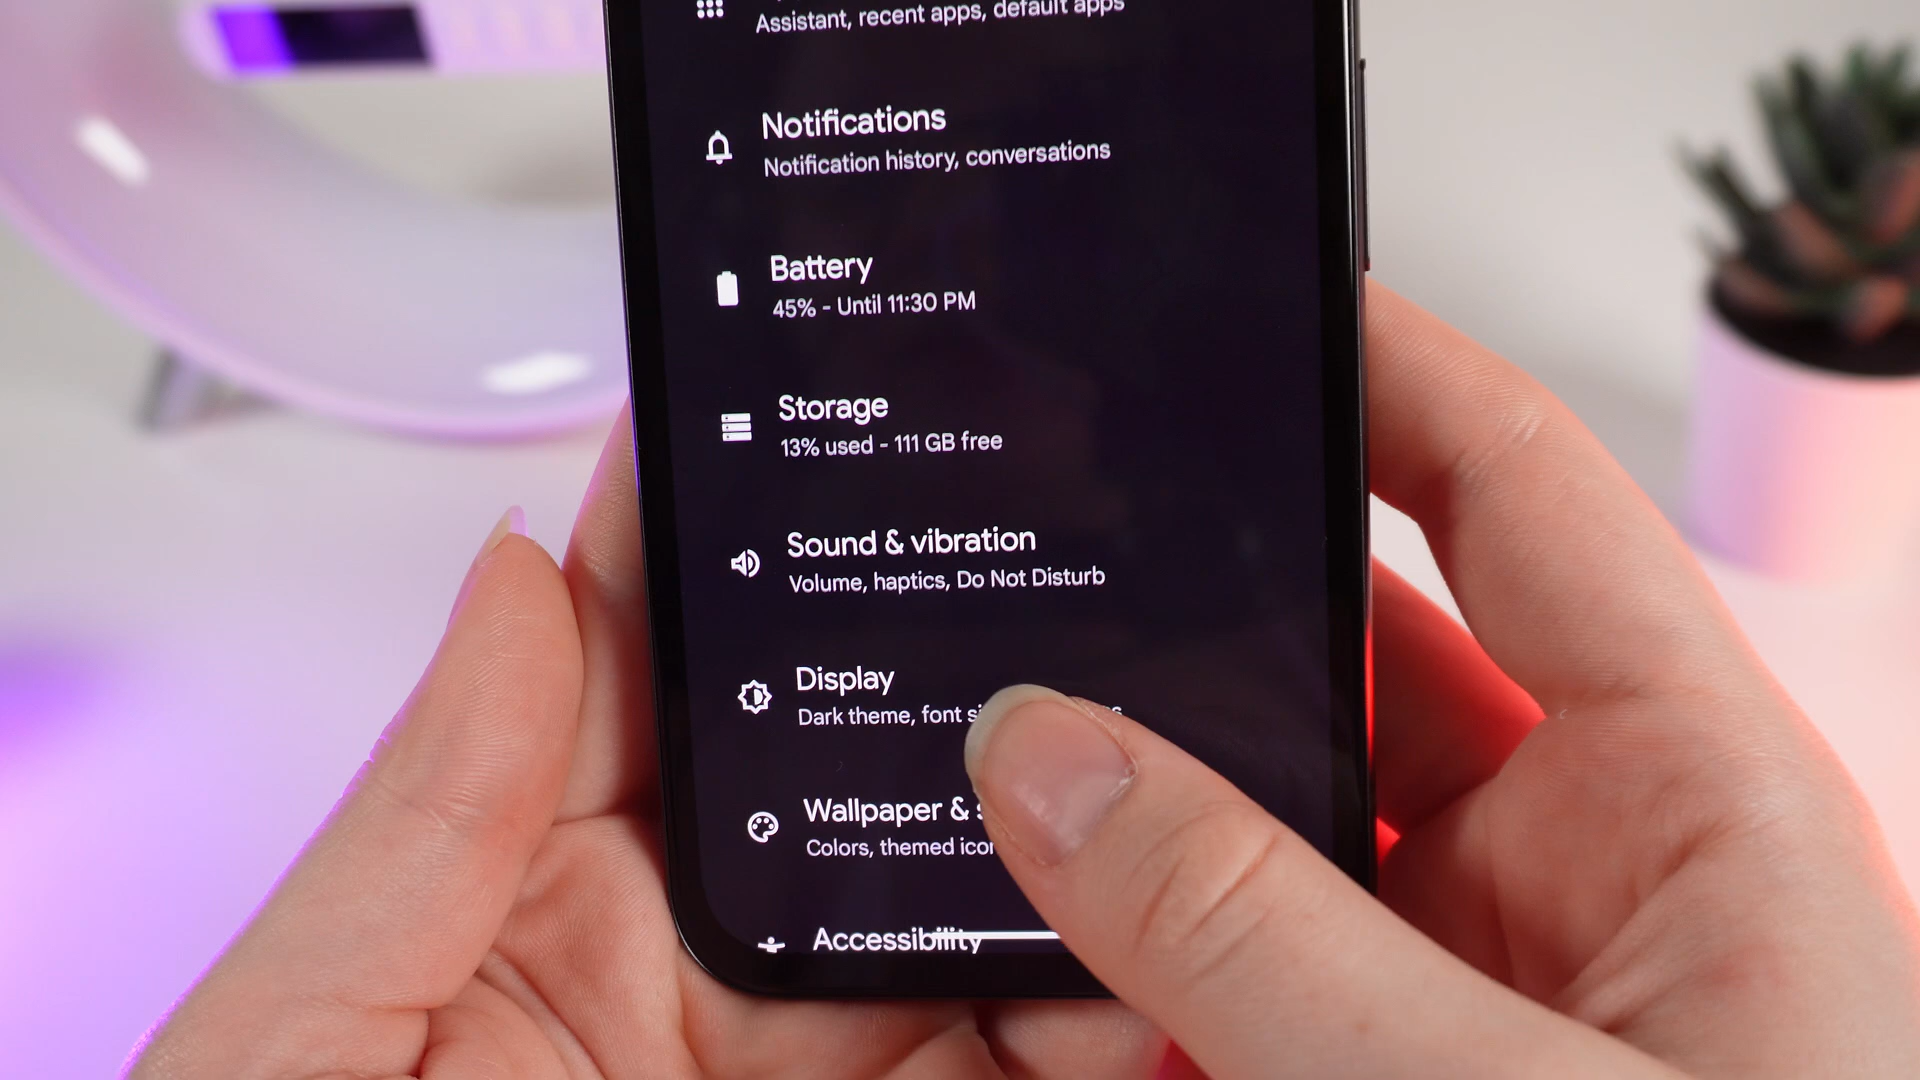 Assistant, recent apps, default apps
Notifications
Notification history, conversations
Battery
45% - Until 11:30 PM
Storage
13% used - 111 GB free
Sound & vibration
Volume, haptics, Do Not Disturb
Display
Dark theme, font
Wallpaper &
Colors, themed
Accessibility